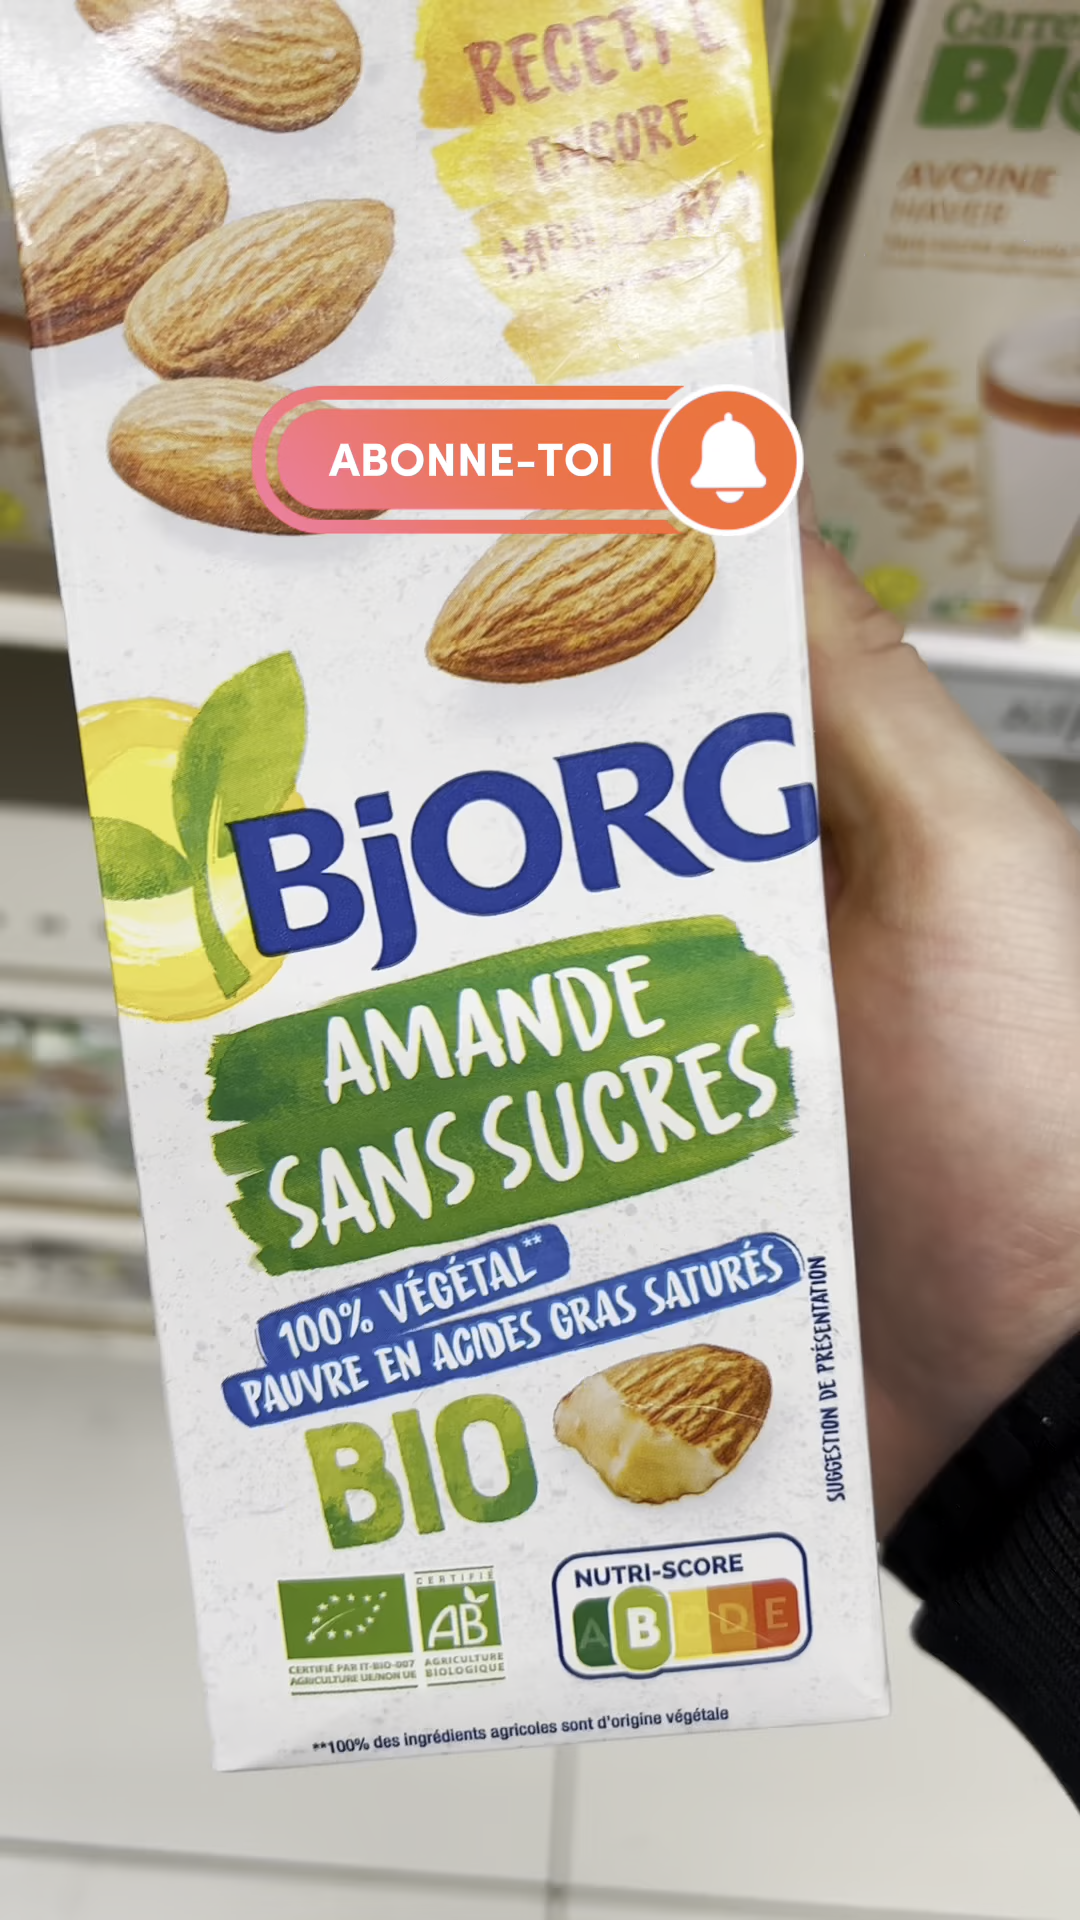 RECETTE
ENCORE
MEILLEURE !
Carre
BIO
AVOINE
HAVER
ABONNE-TOI
BjORG
AMANDE
SANS SUCRES
100% VÉGÉTAL**
PAUVRE EN ACIDES GRAS SATURÉS
BIO
SUGGESTION DE PRÉSENTATION
CERTIFIÉ
AB
AGRICULTURE
BIOLOGIQUE
CERTIFIÉ PAR IT-BIO-007
AGRICULTURE UE/NON UE
NUTRI-SCORE
A B C D E
**100% des ingrédients agricoles sont d'origine végétale